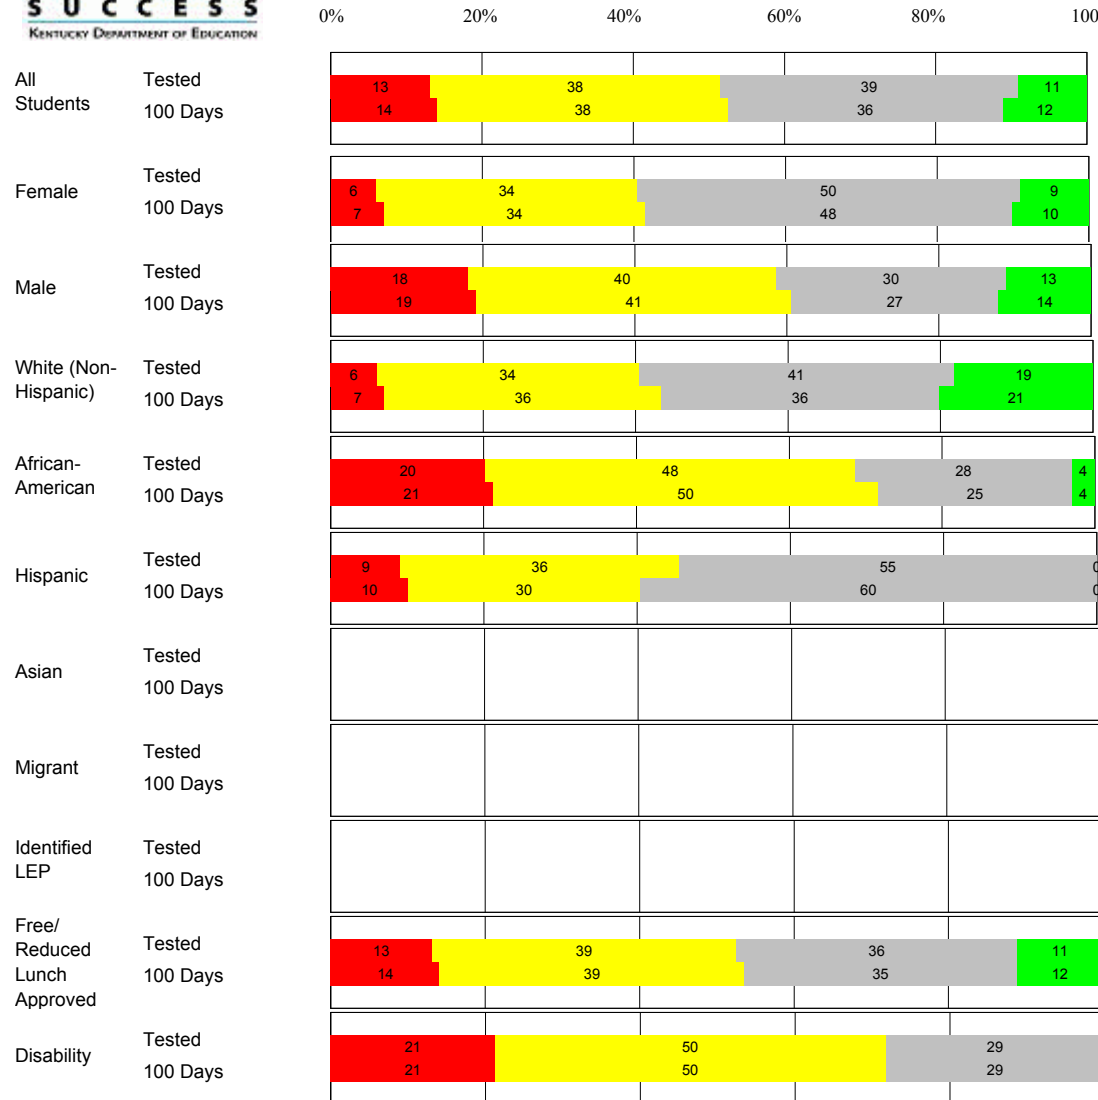 SUCCESS
KENTUCKY DEPARTMENT OF EDUCATION
0% 20% 40% 60% 80% 100
All Students Tested 13 38 39 11
100 Days 14 38 36 12
Female Tested 6 34 50 9
100 Days 7 34 48 10
Male Tested 18 40 30 13
100 Days 19 41 27 14
White (Non-
Hispanic) Tested 6 34 41 19
100 Days 7 36 36 21
African-
American Tested 20 48 28 4
100 Days 21 50 25 4
Hispanic Tested 9 36 55 0
100 Days 10 30 60 0
Asian Tested
100 Days
Migrant Tested
100 Days
Identified
LEP Tested
100 Days
Free/
Reduced
Lunch
Approved Tested 13 39 36 11
100 Days 14 39 35 12
Disability Tested 21 50 29
100 Days 21 50 29